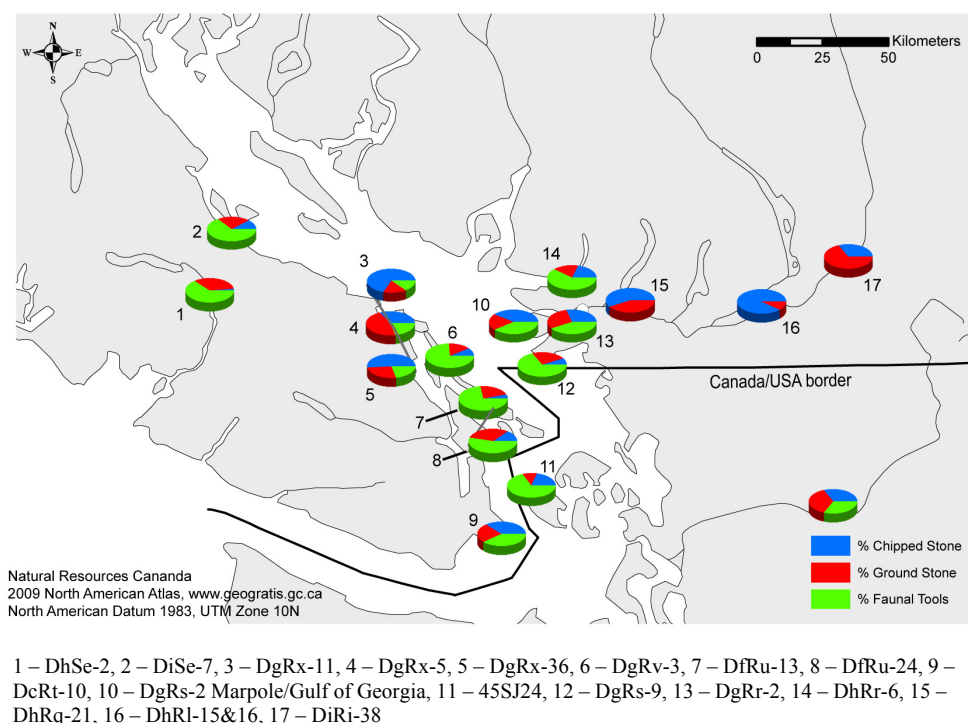 N
W E
S
Kilometers
0 25 50
2
1
3
4
5
6
7
8
9
10
11
12
13
14
15
16
17
Canada/USA border
% Chipped Stone
% Ground Stone
% Faunal Tools
Natural Resources Cananda
2009 North American Atlas, www.geogratis.gc.ca
North American Datum 1983, UTM Zone 10N
1 – DhSe-2, 2 – DiSe-7, 3 – DgRx-11, 4 – DgRx-5, 5 – DgRx-36, 6 – DgRv-3, 7 – DfRu-13, 8 – DfRu-24, 9 –
DcRt-10, 10 – DgRs-2 Marpole/Gulf of Georgia, 11 – 45SJ24, 12 – DgRs-9, 13 – DgRr-2, 14 – DhRr-6, 15 –
DhRq-21, 16 – DhRl-15&16, 17 – DiRi-38